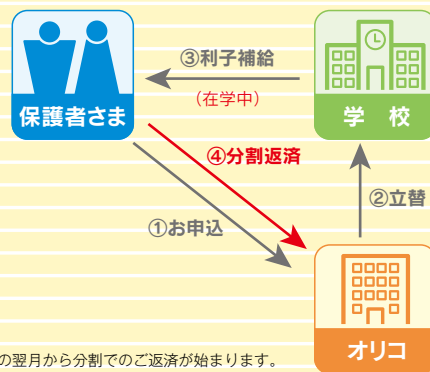 ③利子補給
(在学中)
保護者さま
学 校
④分割返済
②立替
①お申込
オリコ
の翌月から分割でのご返済が始まります。